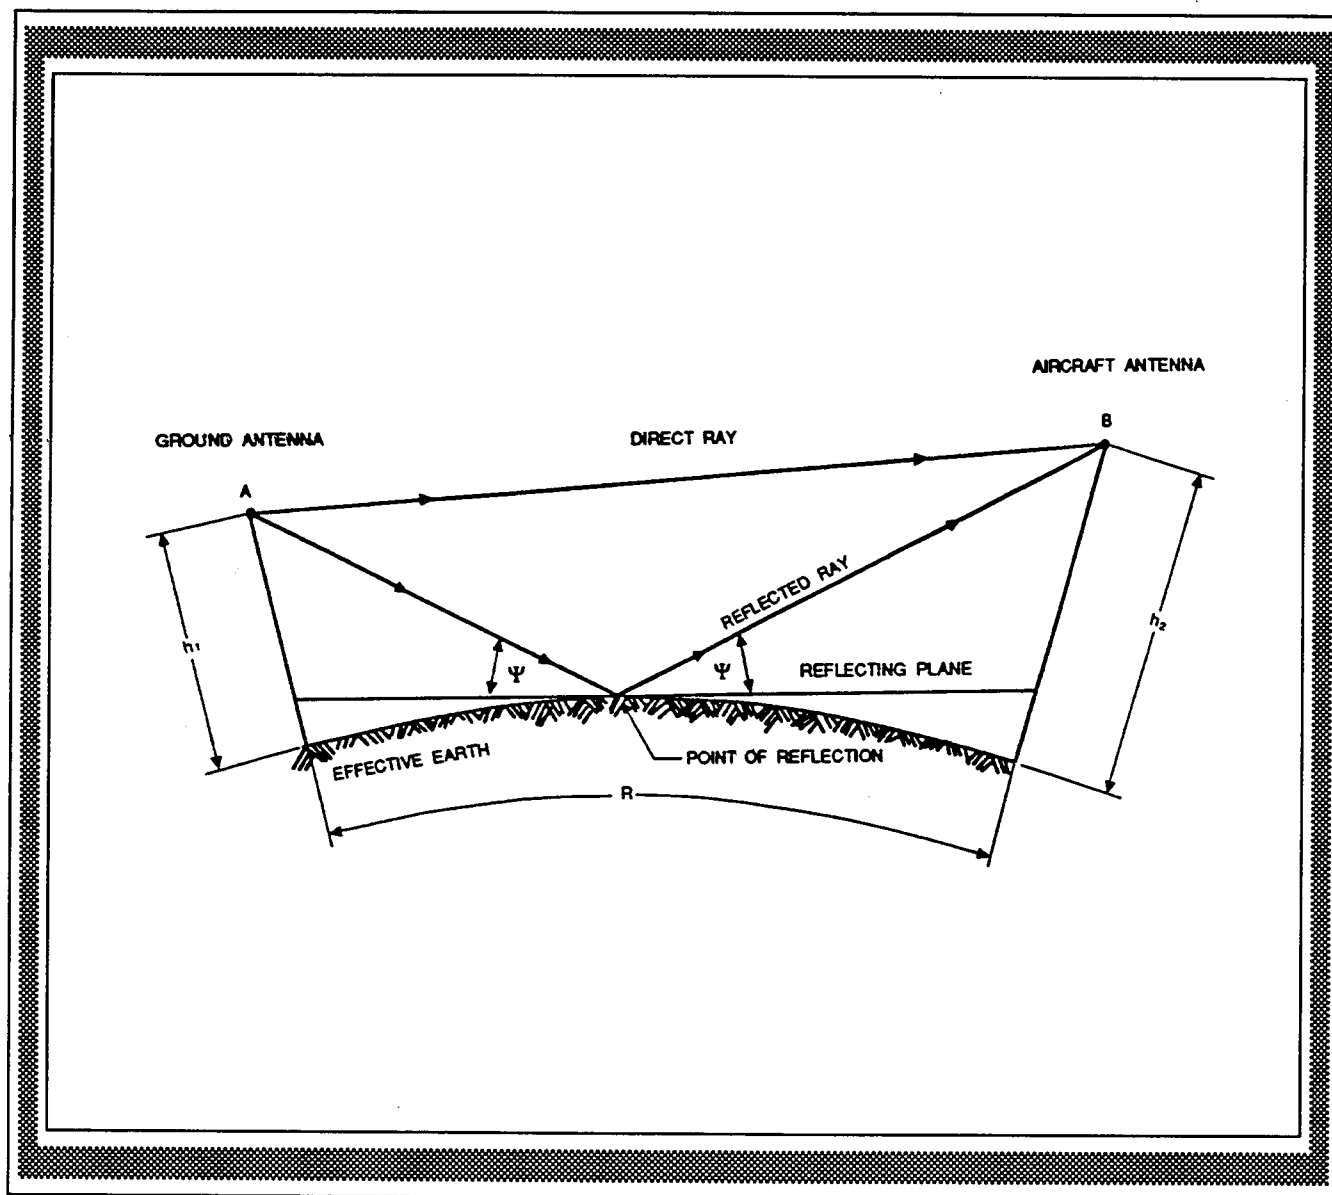 AIRCRAFT ANTENNA
B
GROUND ANTENNA
DIRECT RAY
A
REFLECTED RAY
h1
h2
Ψ
Ψ
REFLECTING PLANE
EFFECTIVE EARTH
POINT OF REFLECTION
R